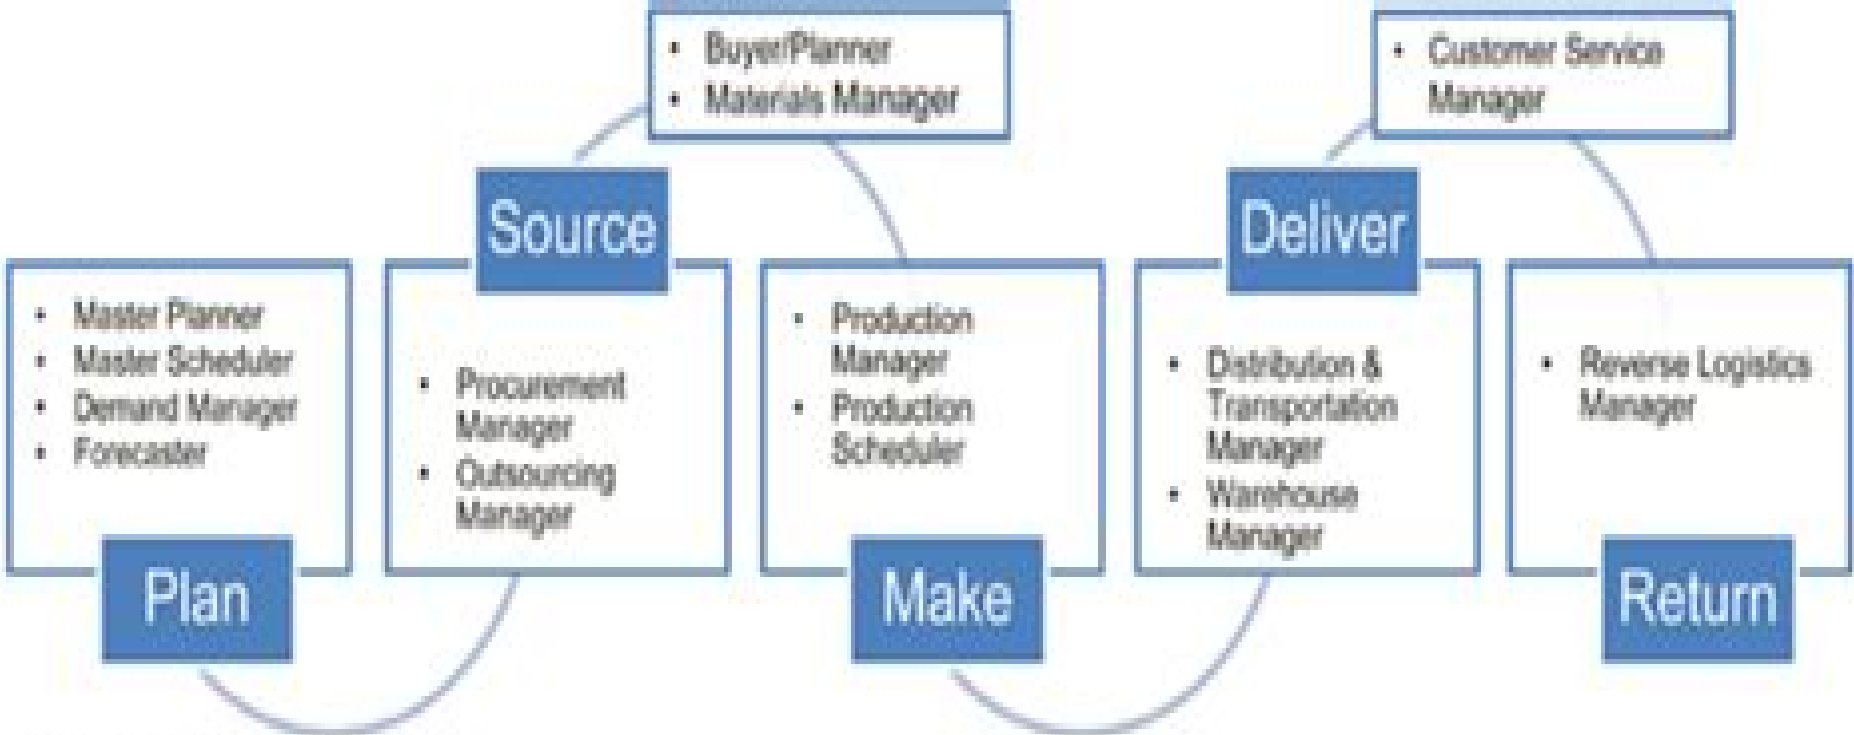 • Buyer/Planner
• Materials Manager
• Customer Service
Manager
Source
Deliver
• Master Planner
• Master Scheduler
• Demand Manager
• Forecaster
Plan
• Procurement
Manager
• Outsourcing
Manager
• Production
Manager
• Production
Scheduler
Make
• Distribution &
Transportation
Manager
• Warehouse
Manager
• Reverse Logistics
Manager
Return